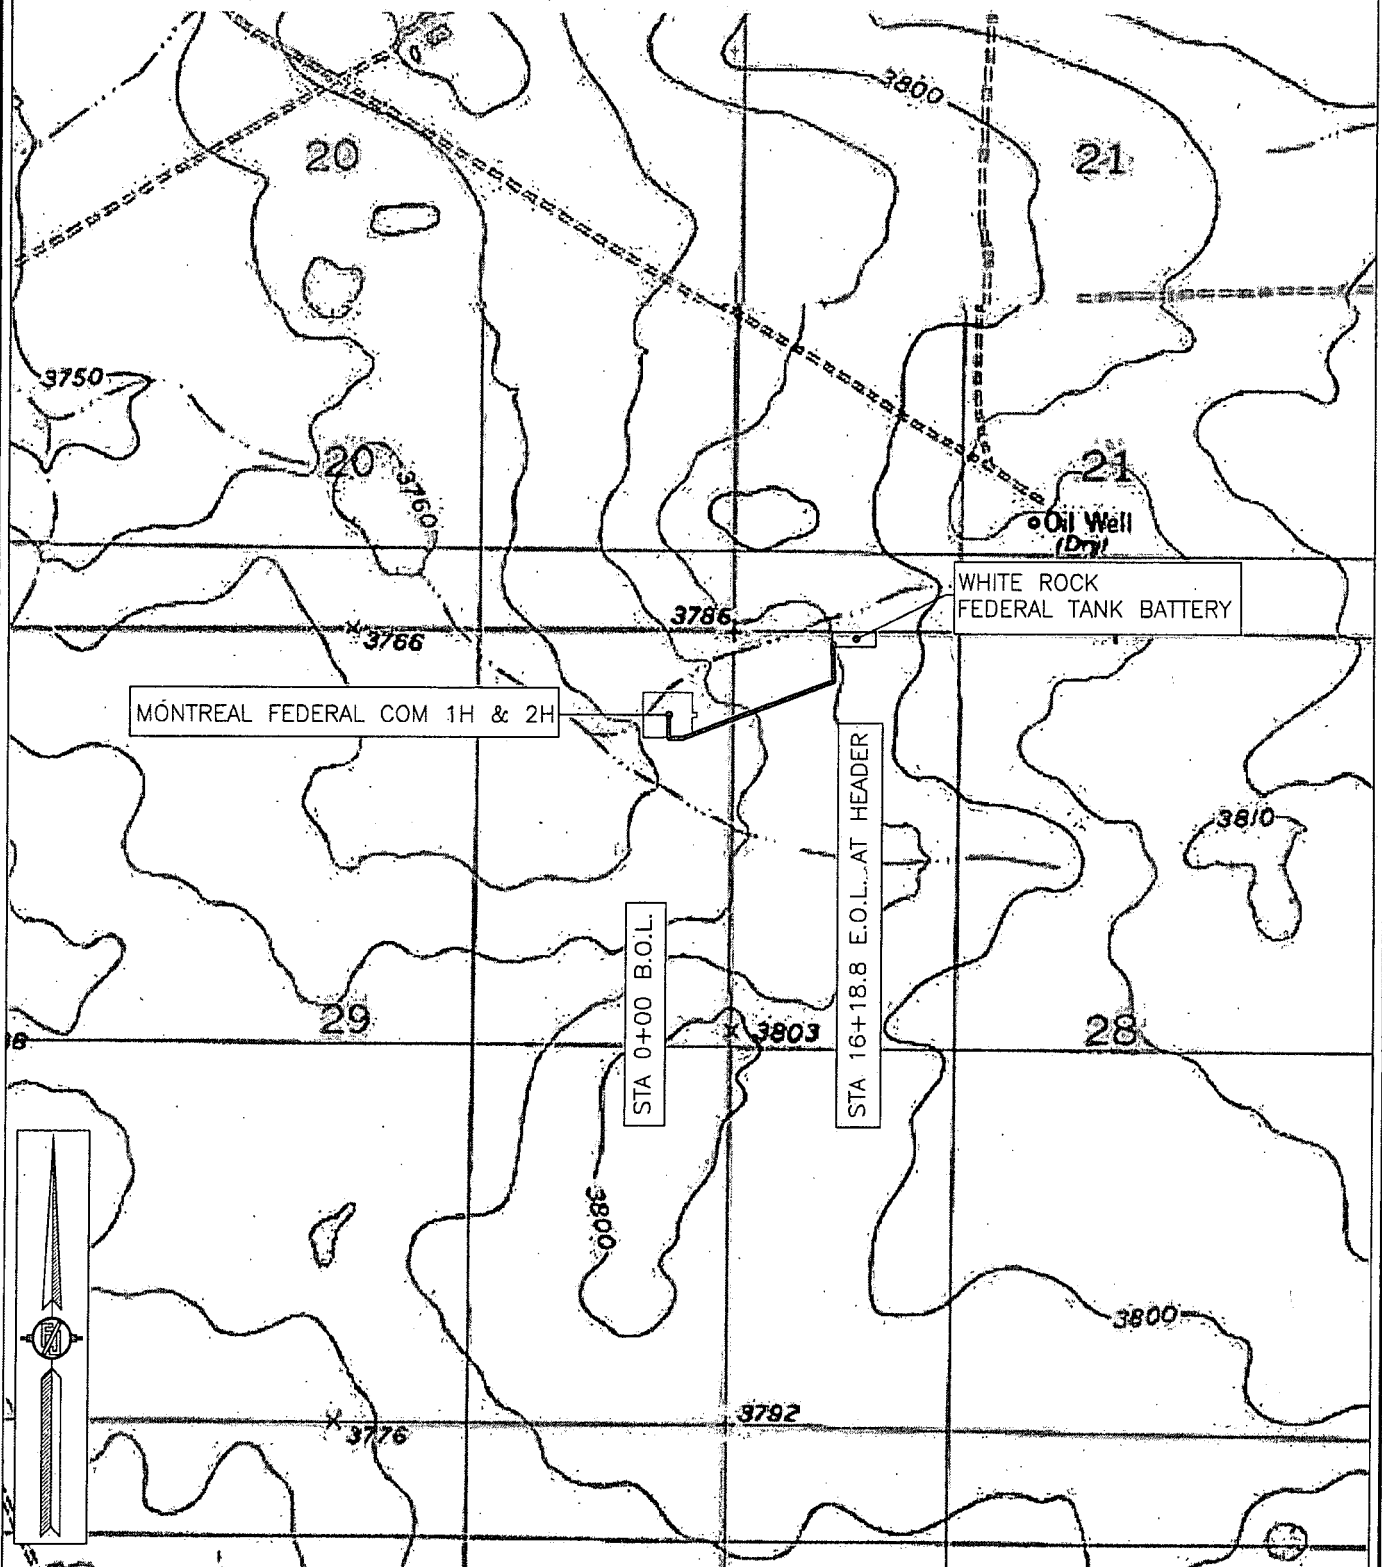 3800
20
21
3750
20
3760
21
Oil Well
(Dry)
WHITE ROCK
FEDERAL TANK BATTERY
3786
3766
MONTREAL FEDERAL COM 1H & 2H
STA 16+18.8 E.O.L. AT HEADER
3810
STA 0+00 B.O.L.
29
3803
28
3800
3800
3792
3776